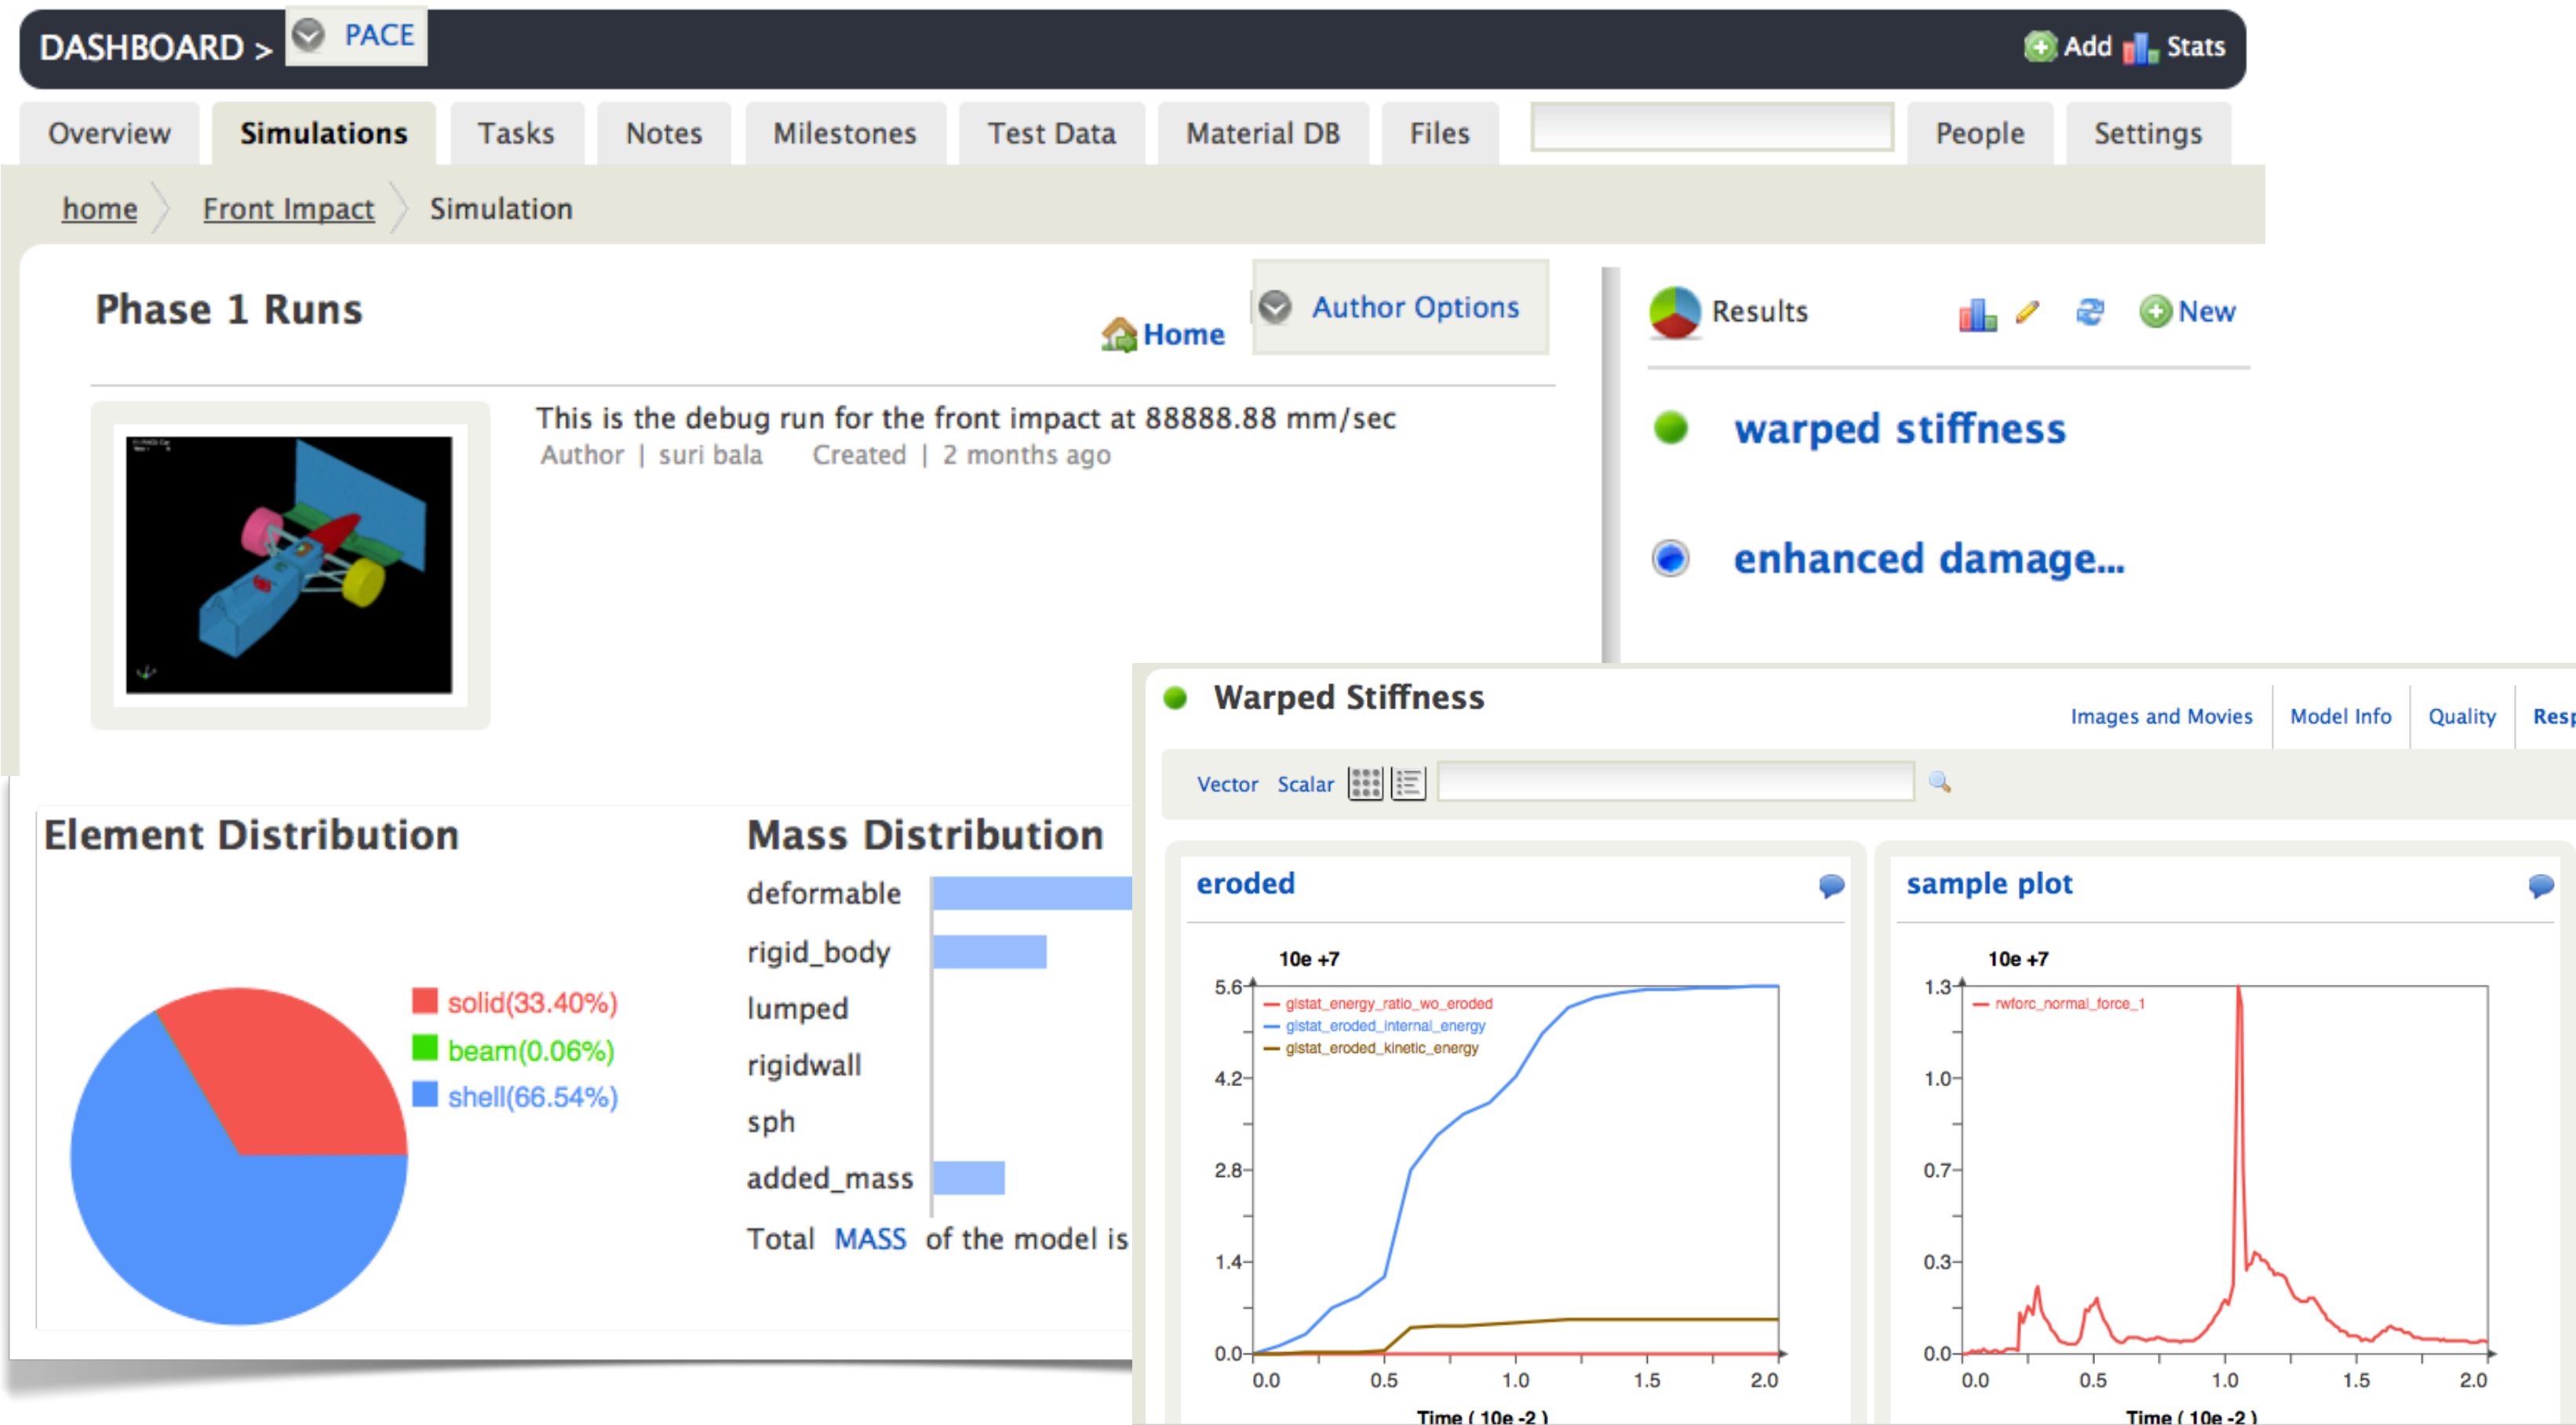 DASHBOARD > PACE
Add Stats
Overview Simulations Tasks Notes Milestones Test Data Material DB Files People Settings
home Front Impact Simulation
Phase 1 Runs
Home
Author Options
This is the debug run for the front impact at 88888.88 mm/sec
Author | suri bala Created | 2 months ago
Results
New
warped stiffness
enhanced damage...
Element Distribution
solid(33.40%)
beam(0.06%)
shell(66.54%)
Mass Distribution
deformable
rigid_body
lumped
rigidwall
sph
added_mass
Total MASS of the model is
Warped Stiffness
Images and Movies Model Info Quality Resp
Vector Scalar
eroded
10e +7
glstat_energy_ratio_wo_eroded
glstat_eroded_internal_energy
glstat_eroded_kinetic_energy
5.6
4.2
2.8
1.4
0.0
0.0 0.5 1.0 1.5 2.0
Time ( 10e -2 )
sample plot
10e +7
rwforc_normal_force_1
1.3
1.0
0.7
0.3
0.0
0.0 0.5 1.0 1.5 2.0
Time ( 10e -2 )